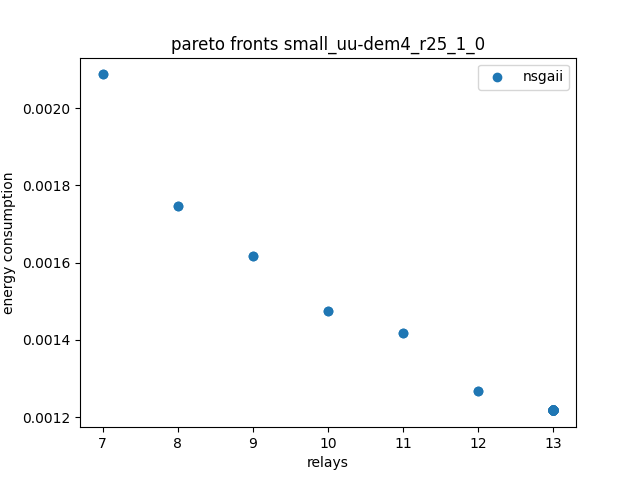 pareto fronts small_uu-dem4_r25_1_0
nsgaii
energy consumption
0.0020
0.0018
0.0016
0.0014
0.0012
7 8 9 10 11 12 13
relays